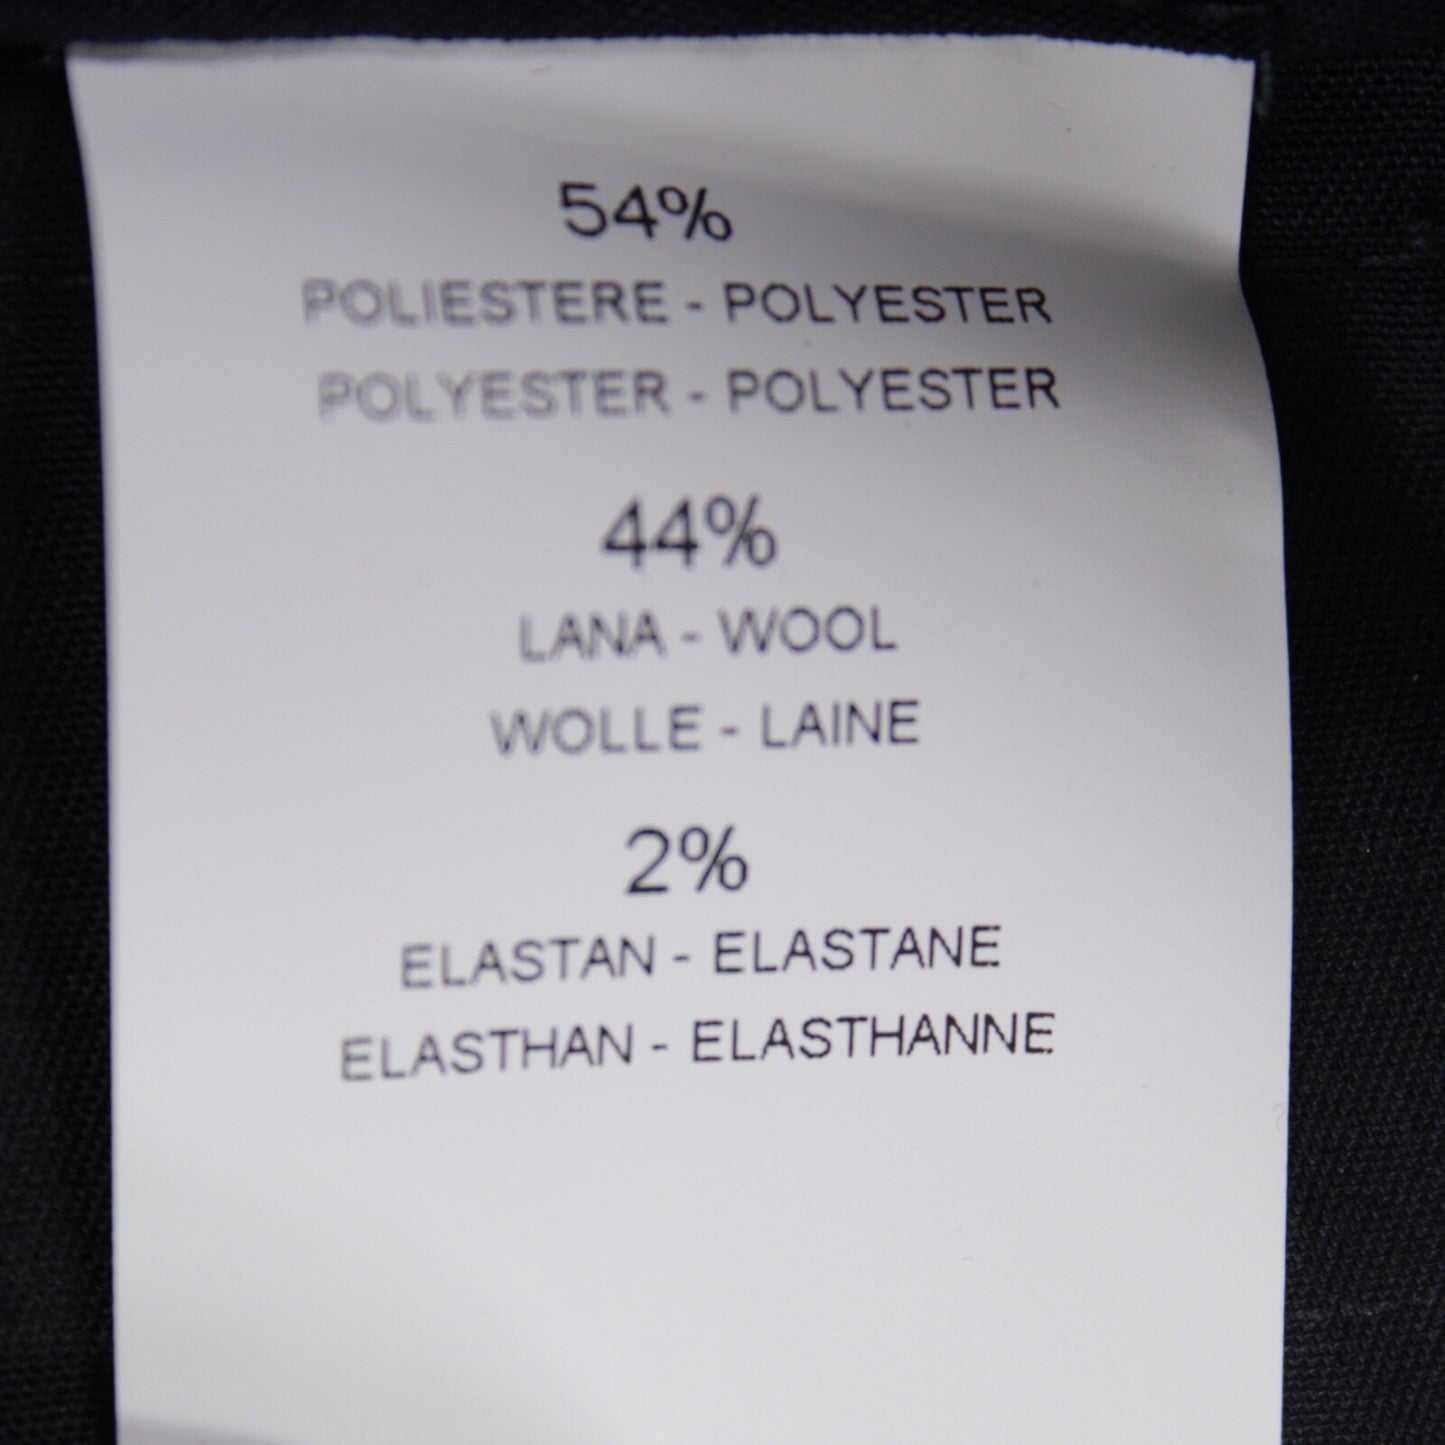 54%
POLIESTERE - POLYESTER
POLYESTER - POLYESTER
44%
LANA - WOOL
WOLLE - LAINE
2%
ELASTAN - ELASTANE
ELASTHAN - ELASTHANNE